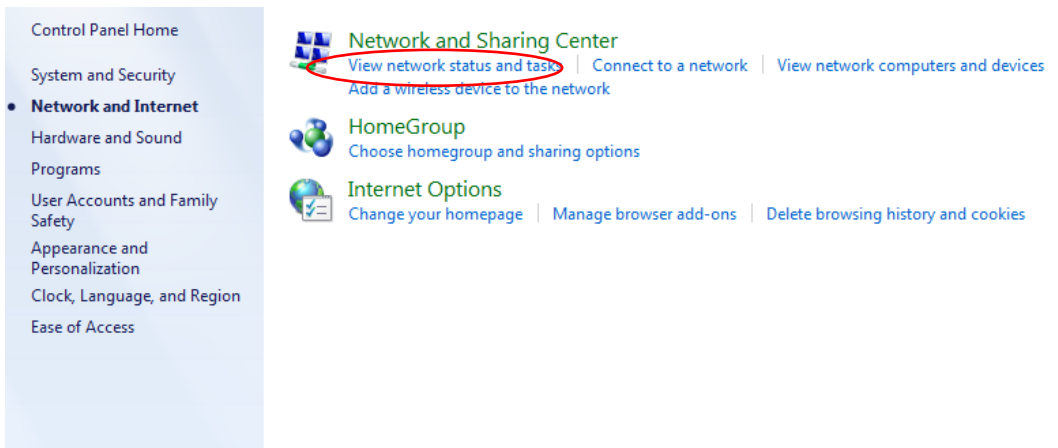 Control Panel Home
System and Security
Network and Internet
Hardware and Sound
Programs
User Accounts and Family
Safety
Appearance and
Personalization
Clock, Language, and Region
Ease of Access
Network and Sharing Center
View network status and tasks | Connect to a network | View network computers and devices
Add a wireless device to the network
HomeGroup
Choose homegroup and sharing options
Internet Options
Change your homepage | Manage browser add-ons | Delete browsing history and cookies